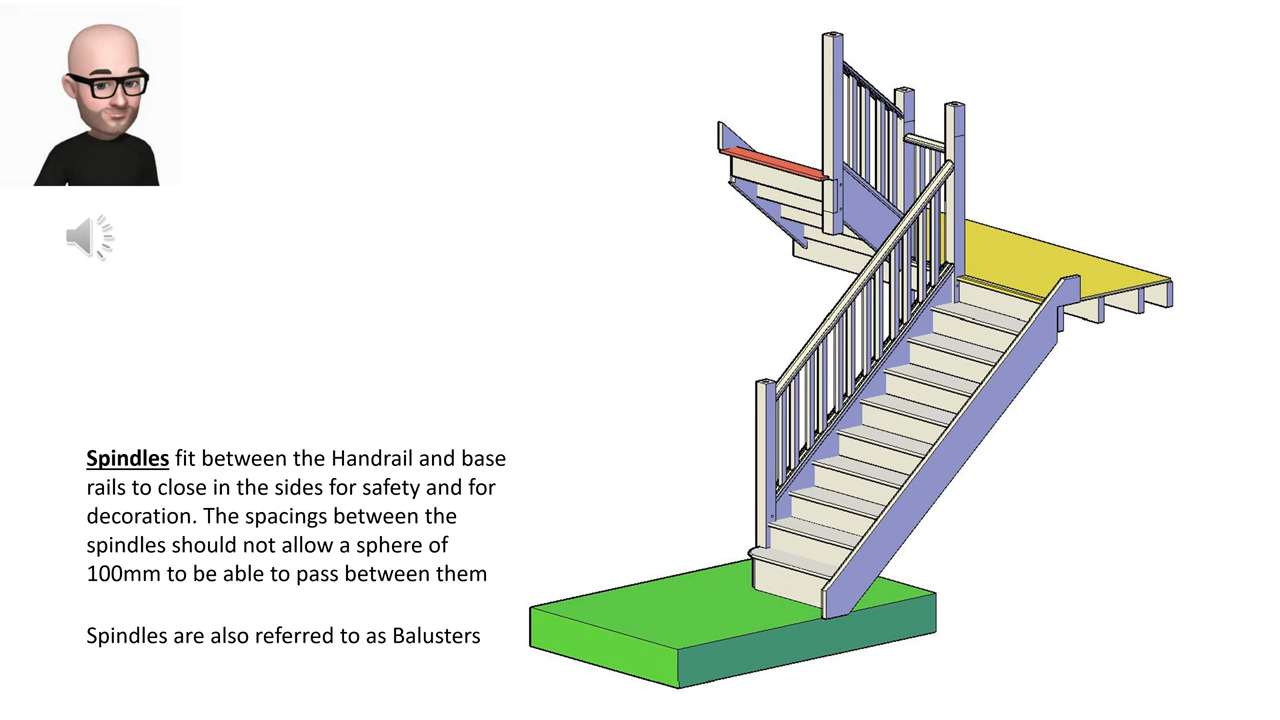 Spindles fit between the Handrail and base
rails to close in the sides for safety and for
decoration. The spacings between the
spindles should not allow a sphere of
100mm to be able to pass between them
Spindles are also referred to as Balusters